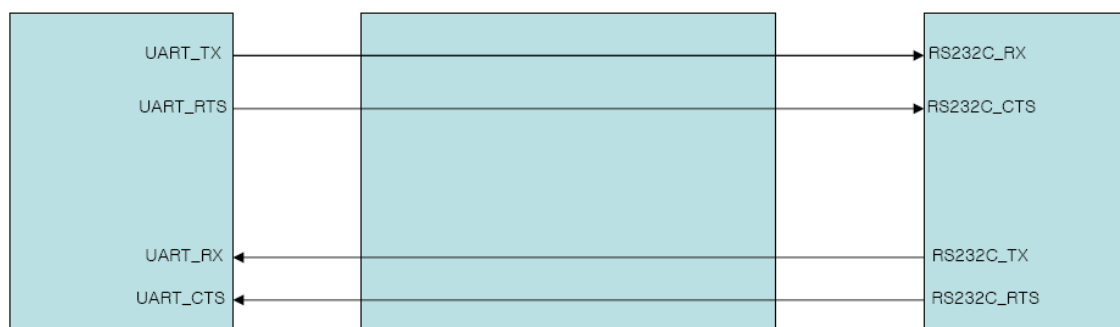 UART_TX
RS232C_RX
UART_RTS
RS232C_CTS
UART_RX
RS232C_TX
UART_CTS
RS232C_RTS